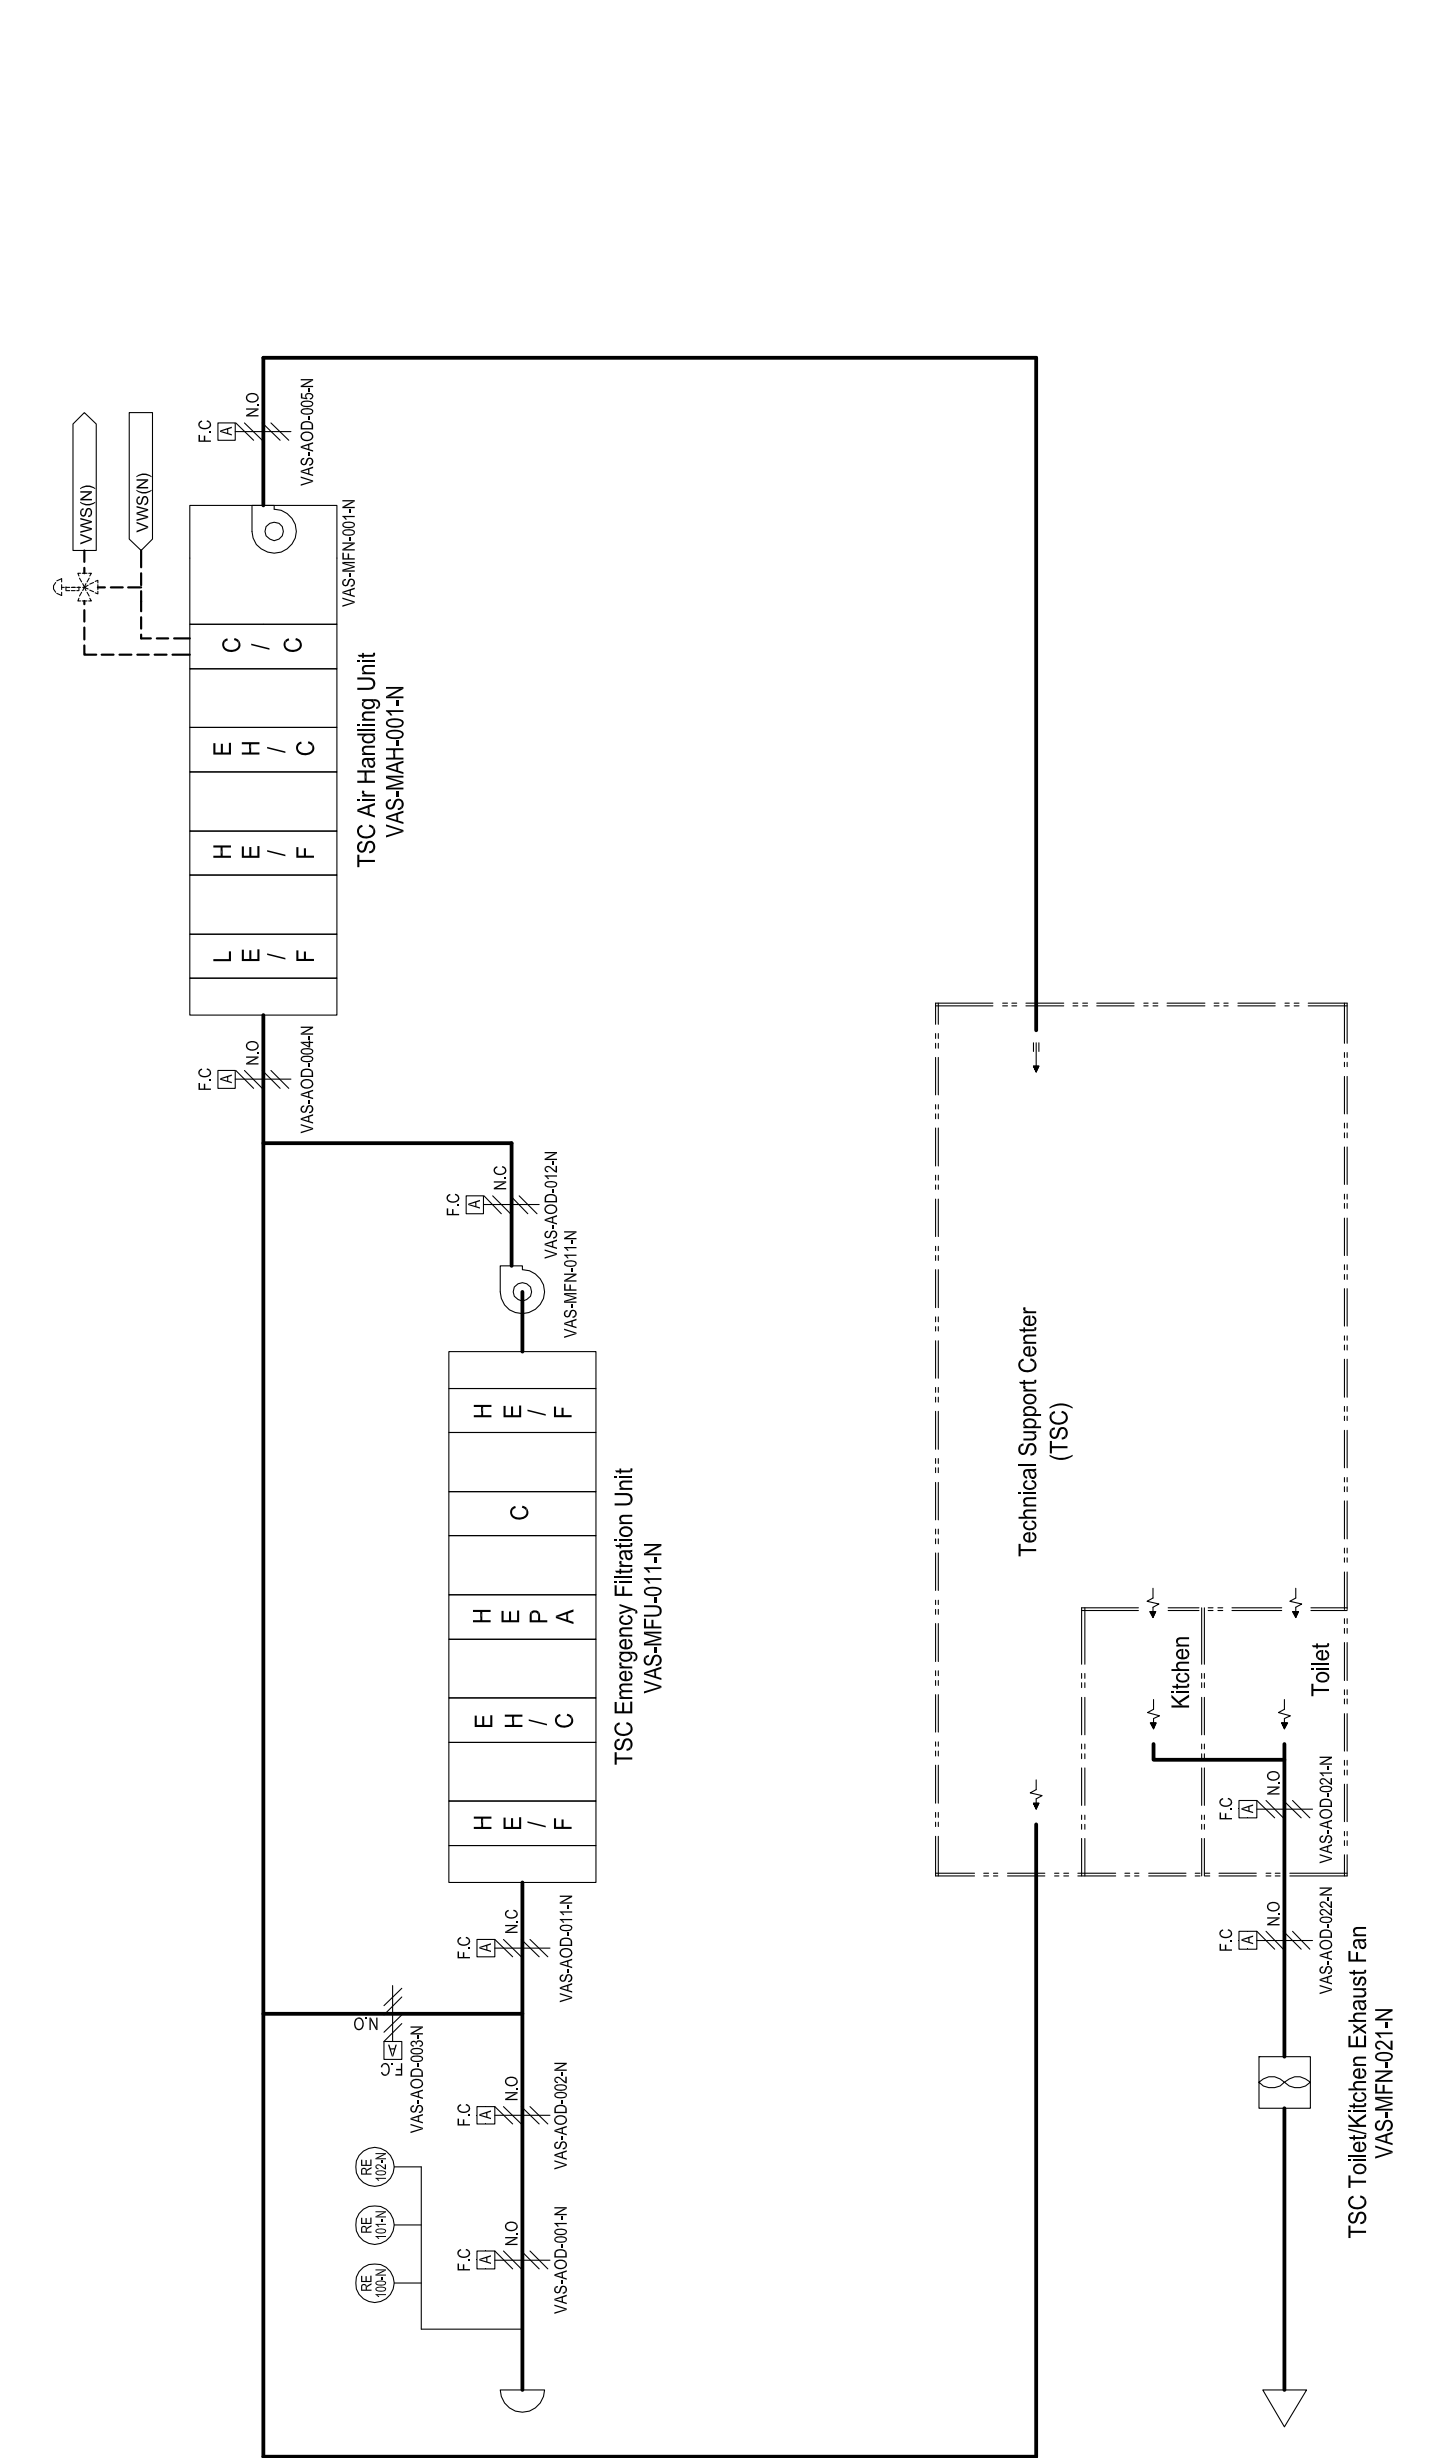 VWS(N)
VWS(N)
F.C
A
N.O
VAS-AOD-005-N
VAS-MFN-001-N
C / C
E H / C
H E / F
L E / F
TSC Air Handling Unit
VAS-MAH-001-N
F.C
A
N.O
VAS-AOD-004-N
F.C
A
N.C
VAS-AOD-012-N
VAS-MFN-011-N
H E / F
C
H E P A
E H / C
H E / F
TSC Emergency Filtration Unit
VAS-MFU-011-N
F.C
A
N.C
VAS-AOD-011-N
N.O
A
F.C
VAS-AOD-003-N
F.C
A
N.O
VAS-AOD-002-N
RE
102-N
RE
101-N
RE
100-N
F.C
A
N.O
VAS-AOD-001-N
Technical Support Center
(TSC)
Kitchen
Toilet
F.C
A
N.O
VAS-AOD-021-N
F.C
A
N.O
VAS-AOD-022-N
TSC Toilet/Kitchen Exhaust Fan
VAS-MFN-021-N